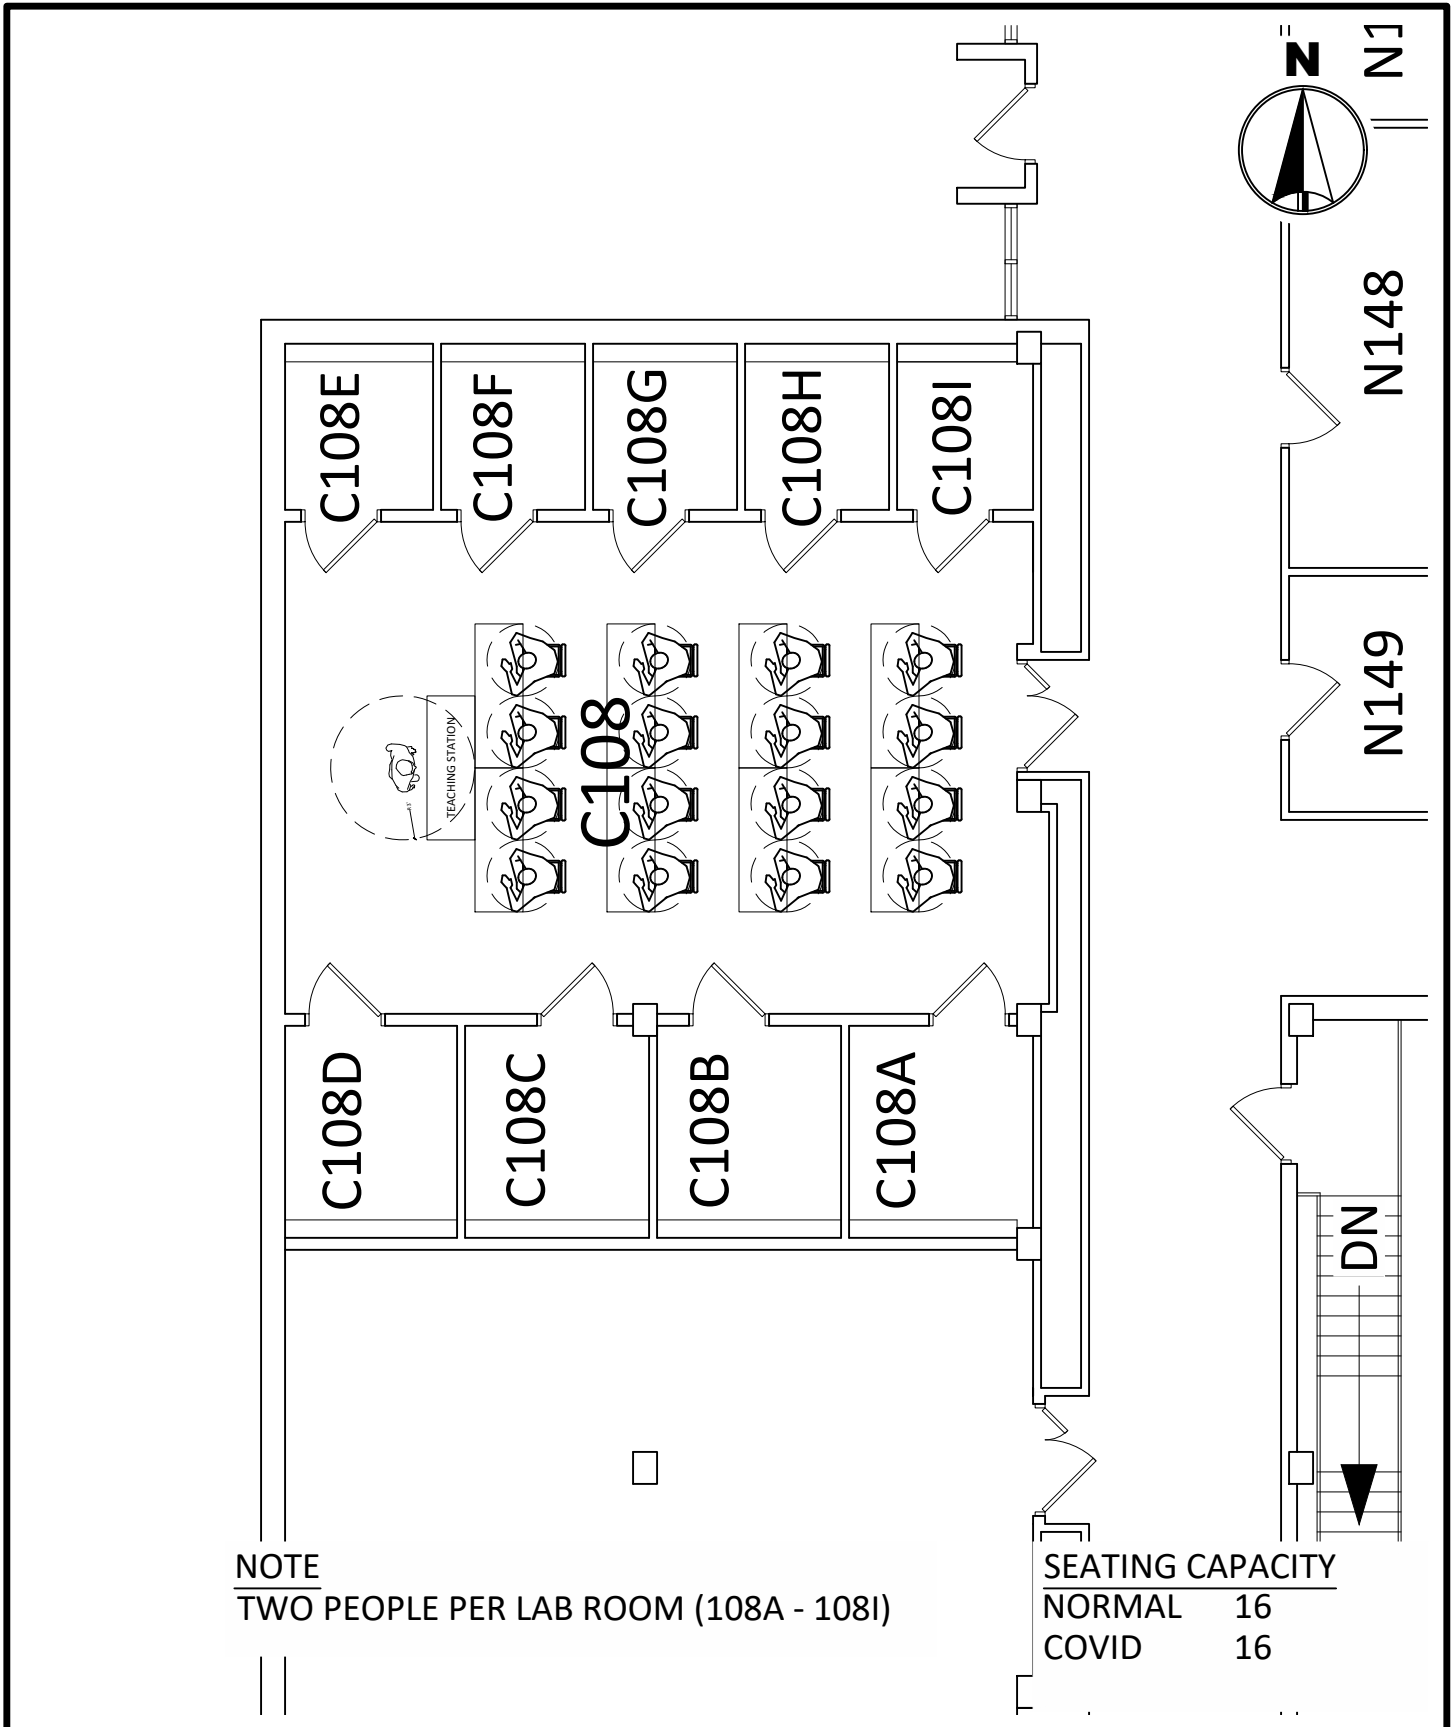 N
N1
N148
C108E
C108F
C108G
C108H
C108I
N149
C108
TEACHING STATION
C108D
C108C
C108B
C108A
DN
NOTE
TWO PEOPLE PER LAB ROOM (108A - 108I)
SEATING CAPACITY
NORMAL 16
COVID 16